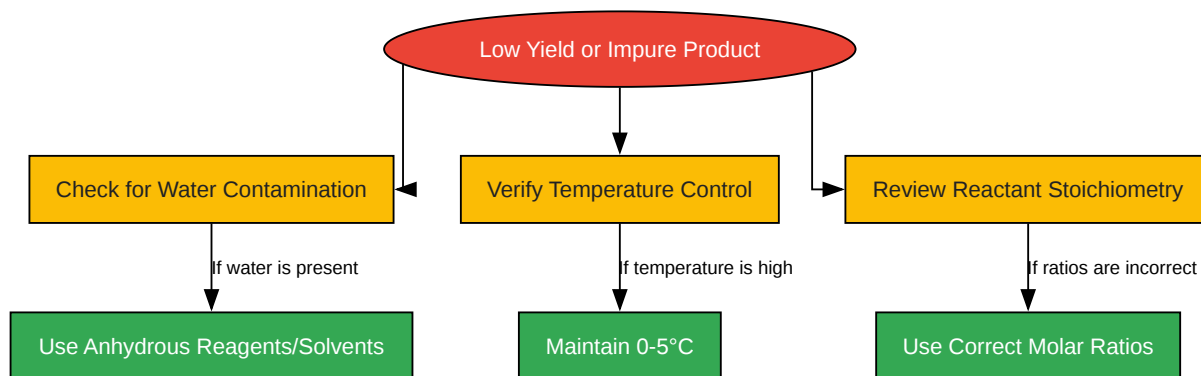 Low Yield or Impure Product
Check for Water Contamination
Verify Temperature Control
Review Reactant Stoichiometry
If water is present
If temperature is high
If ratios are incorrect
Use Anhydrous Reagents/Solvents
Maintain 0-5°C
Use Correct Molar Ratios